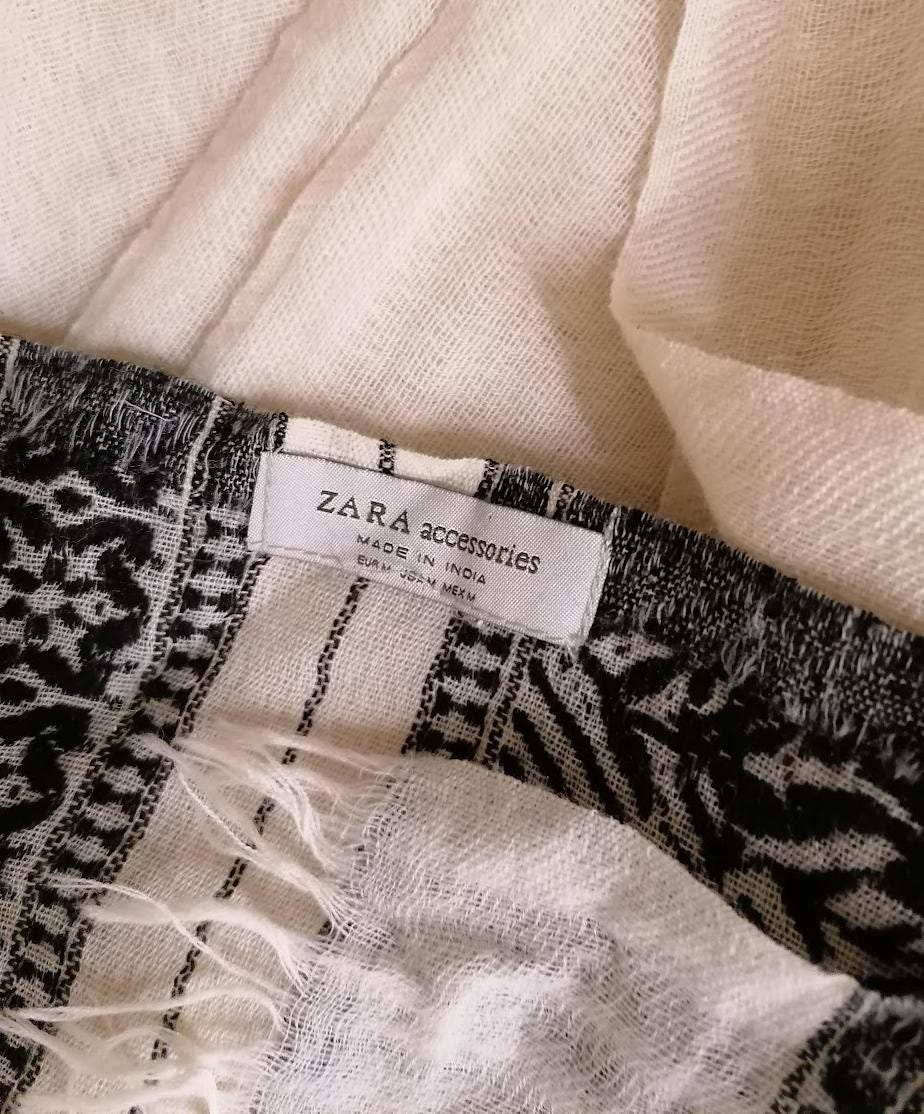 ZARA accessories
MADE IN INDIA
EUR M USA M MEX M